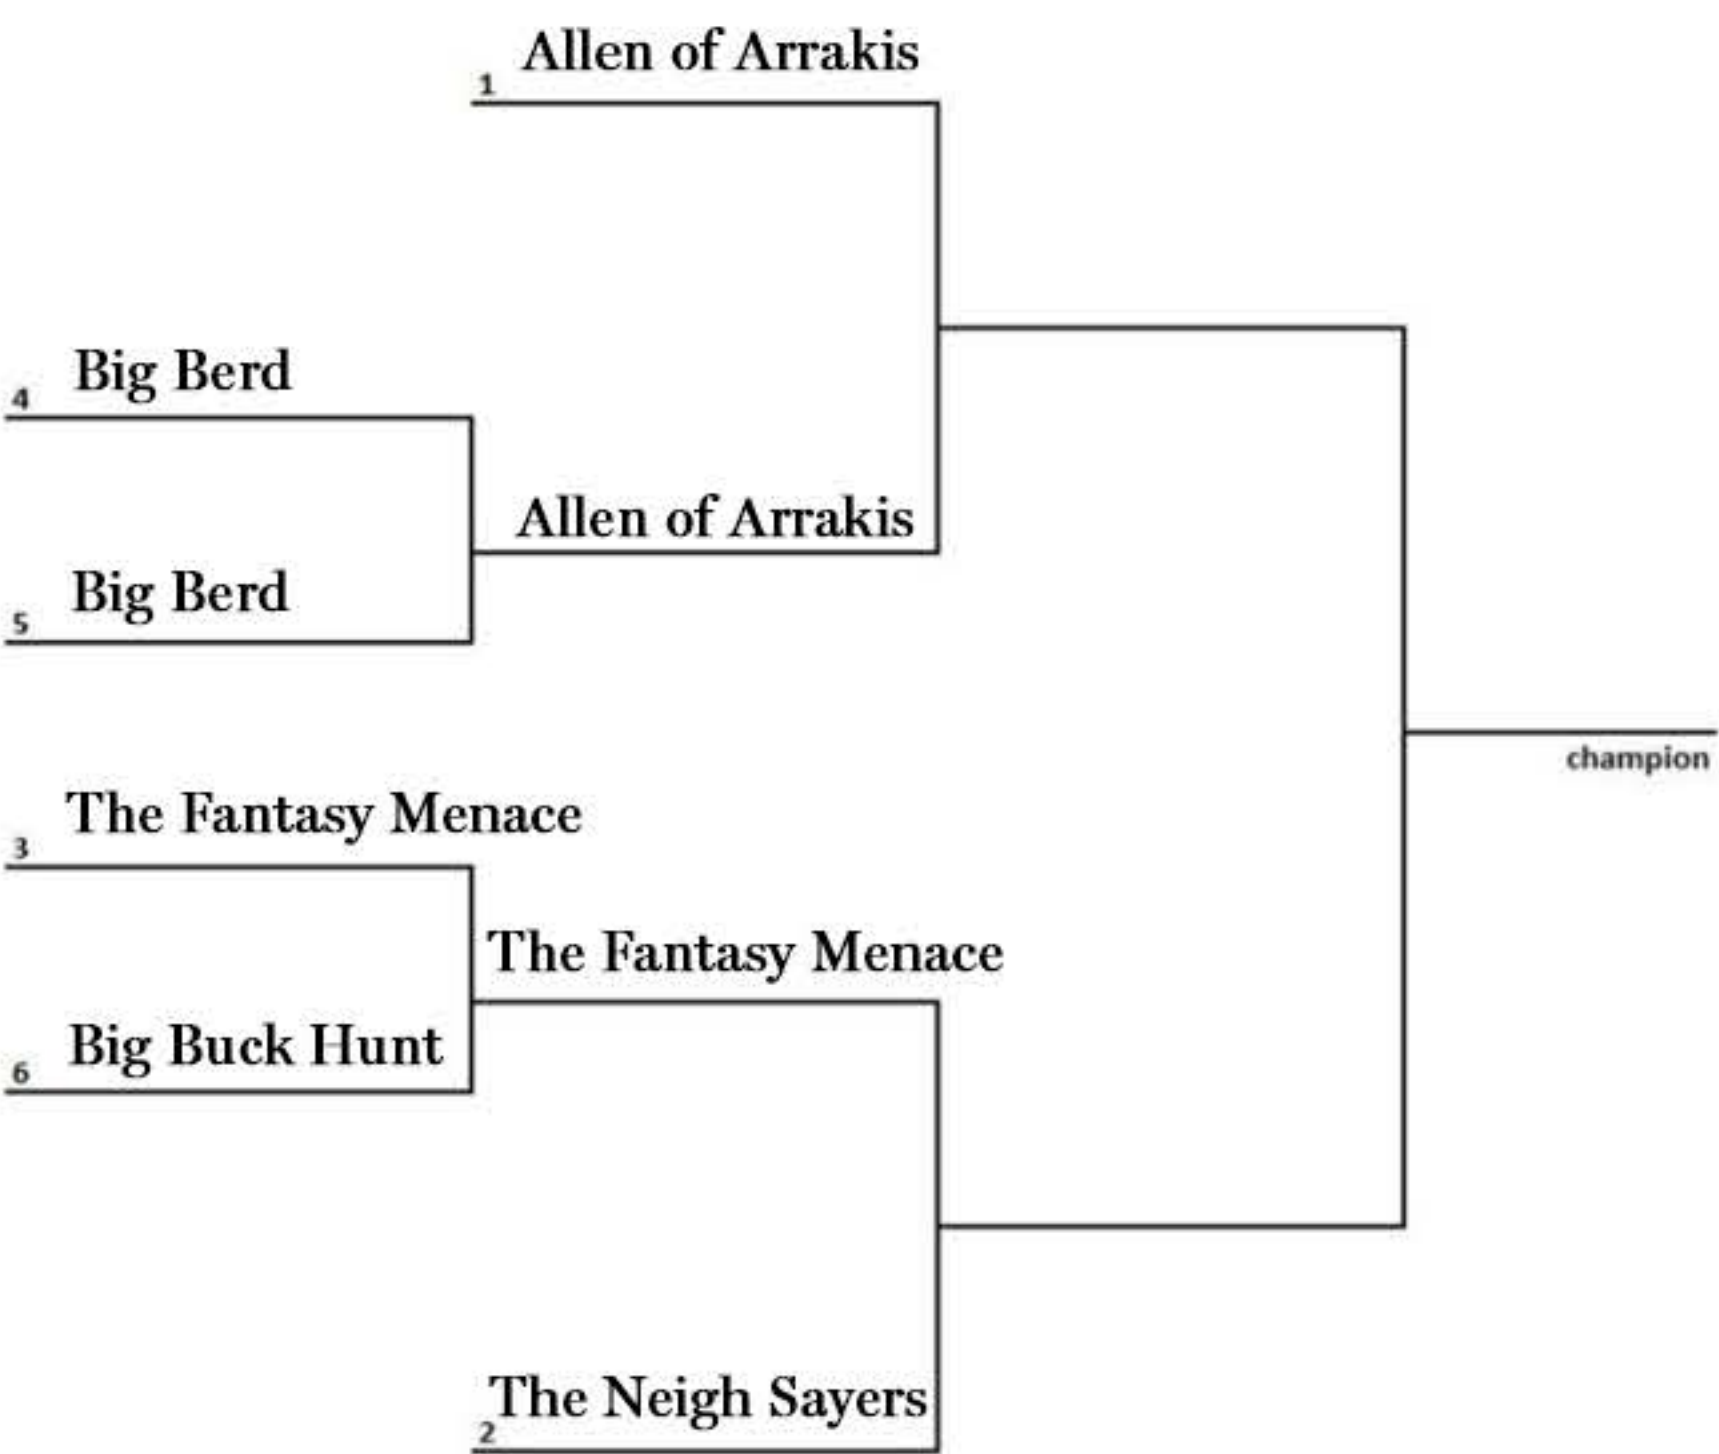 Allen of Arrakis
1
Big Berd
4
Allen of Arrakis
Big Berd
5
champion
The Fantasy Menace
3
The Fantasy Menace
Big Buck Hunt
6
The Neigh Sayers
2